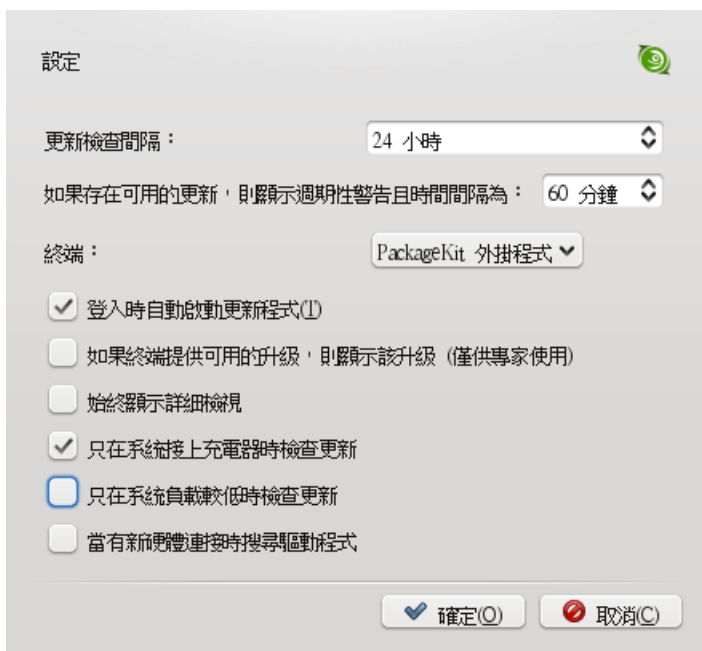 設定
更新檢查間隔：
24 小時
如果存在可用的更新，則顯示週期性警告且時間間隔為：
60 分鐘
終端：
PackageKit 外掛程式
登入時自動啟動更新程式(T)
如果終端提供可用的升級，則顯示該升級 (僅供專家使用)
始終顯示詳細檢視
只在系統接上充電器時檢查更新
只在系統負載較低時檢查更新
當有新硬體連接時搜尋驅動程式
確定(O)
取消(C)